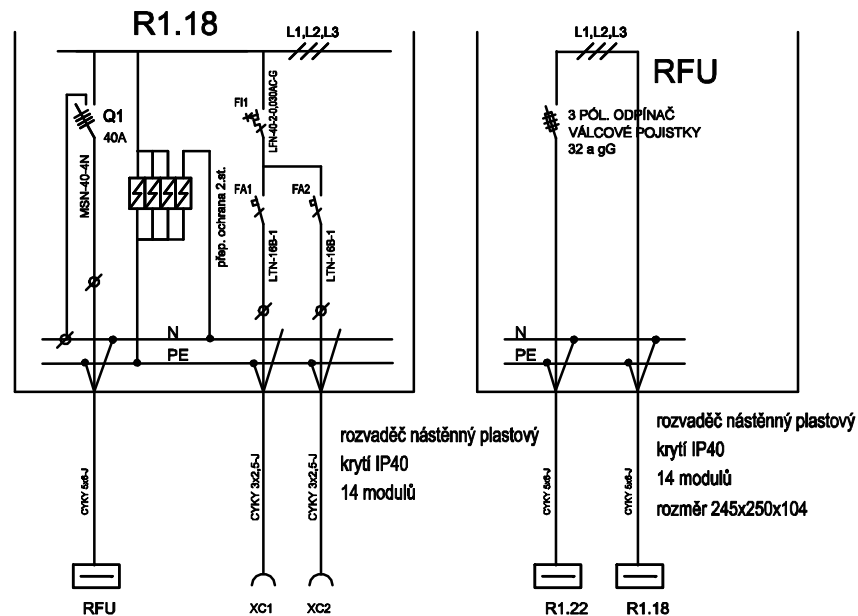 R1.18
L1,L2,L3
Q1
40A
MSN-40-4N
přep. ochrana 2.st.
FI1
LFN-40-2-0,030AC-G
FA1
LTN-16B-1
FA2
LTN-16B-1
N
PE
CYKY 5x6-J
CYKY 3x2,5-J
CYKY 3x2,5-J
rozvaděč nástěnný plastový
krytí IP40
14 modulů
RFU
XC1
XC2
L1,L2,L3
RFU
3 PÓL. ODPÍNAČ
VÁLCOVÉ POJISTKY
32 a gG
N
PE
CYKY 5x6-J
CYKY 5x6-J
rozvaděč nástěnný plastový
krytí IP40
14 modulů
rozměr 245x250x104
R1.22
R1.18